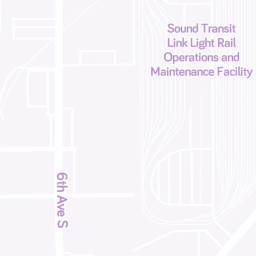 Sound Transit
Link Light Rail
Operations and
Maintenance Facility
6th Ave S